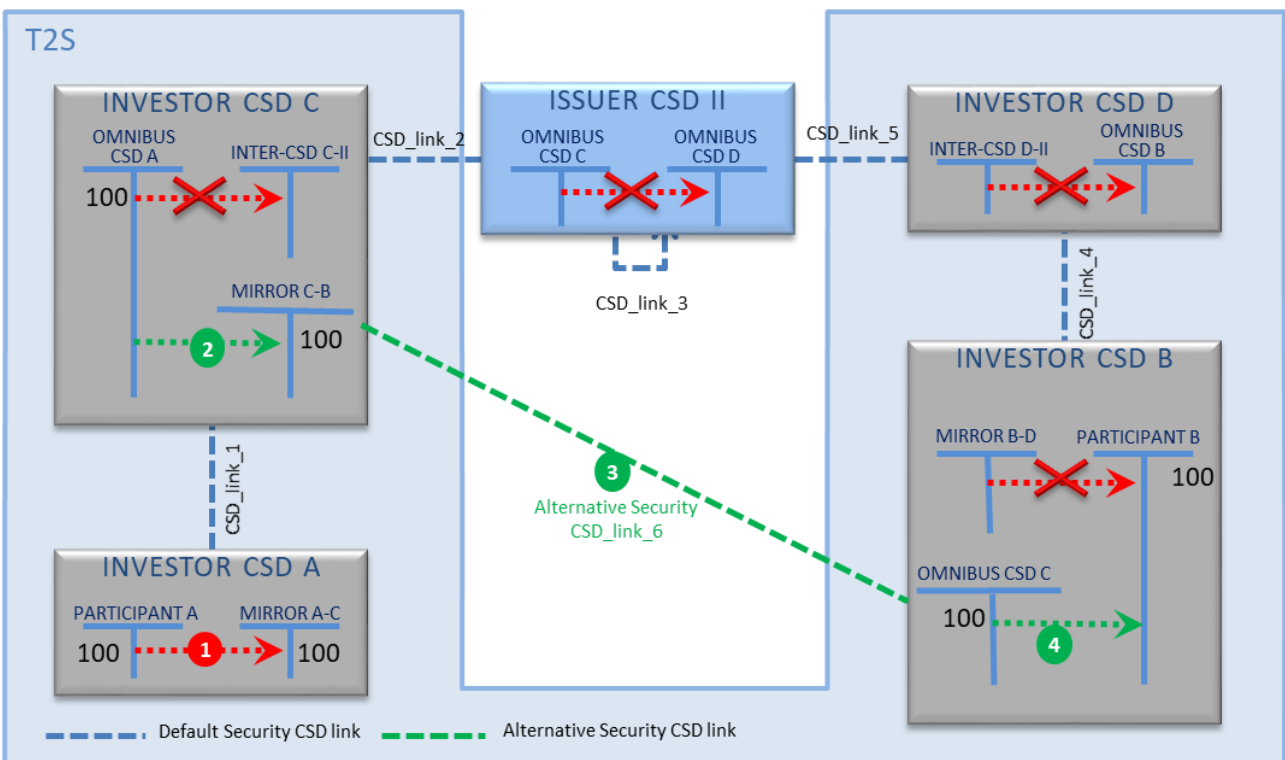 T2S
INVESTOR CSD C
OMNIBUS
CSD A
INTER-CSD C-II
100
MIRROR C-B
2
100
CSD_link_2
ISSUER CSD II
OMNIBUS
CSD C
OMNIBUS
CSD D
CSD_link_3
CSD_link_5
INVESTOR CSD D
INTER-CSD D-II
OMNIBUS
CSD B
CSD_link_4
INVESTOR CSD B
MIRROR B-D
PARTICIPANT B
100
OMNIBUS CSD C
100
4
3
Alternative Security
CSD_link_6
CSD_link_1
INVESTOR CSD A
PARTICIPANT A
MIRROR A-C
100
1
100
Default Security CSD link
Alternative Security CSD link